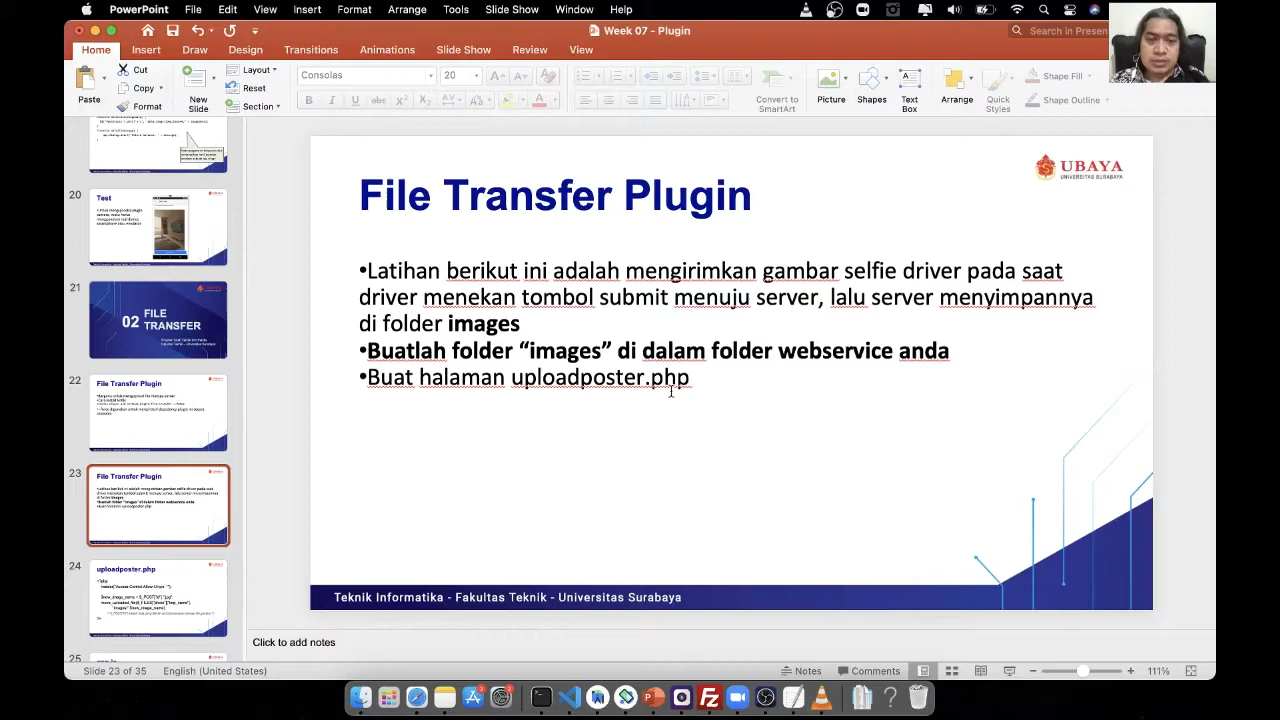 PowerPoint File Edit View Insert Format Arrange Tools Slide Show Window Help
Week 07 - Plugin
Search in Presen
Home Insert Draw Design Transitions Animations Slide Show Review View
Paste
Cut
Copy
Format
New Slide
Layout
Reset
Section
Consolas 20
Convert to SmartArt
Picture
Shapes
Text Box
Arrange
Quick Styles
Shape Fill
Shape Outline
20
Test
21
02 FILE TRANSFER
22
File Transfer Plugin
23
File Transfer Plugin
24
uploadposter.php
25
UBAYA
UNIVERSITAS SURABAYA
File Transfer Plugin
•Latihan berikut ini adalah mengirimkan gambar selfie driver pada saat
driver menekan tombol submit menuju server, lalu server menyimpannya
di folder images
•Buatlah folder “images” di dalam folder webservice anda
•Buat halaman uploadposter.php
Teknik Informatika - Fakultas Teknik - Universitas Surabaya
Click to add notes
Slide 23 of 35 English (United States) Notes Comments 111%